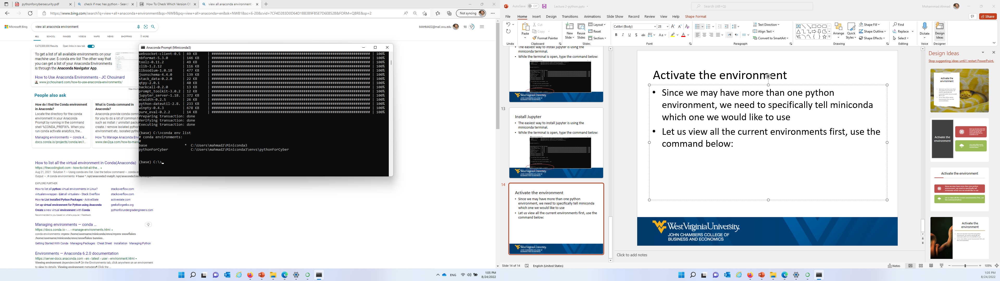 pythonforcybersecurity.pdf
check if mac has python - Search
How To Check Which Version Of
view all anaconda environment -
https://www.bing.com/search?q=view+all+anaconda+environment&qs=NWB&pq=view+all+anaconda+en&sk=NWB1&sc=6-20&cvid=7CF4D283D0D64D1BB3B9FB5E7D6EB52B&FORM=QBRE&sp=2
Not syncing
Microsoft Bing
view all anaconda environment
MAHMAD2@mail.wvu.edu
90
ALL SCHOOL IMAGES VIDEOS MAPS NEWS SHOPPING MORE
9,470,000,000 Results Open links in new tab
To get a list of all available environments on your
machine use: $ conda env list The other way that
you can get a list of your Anaconda Environments
is through the Anaconda Navigator App.
How to Use Anaconda Environments - JC Chouinard
www.jcchouinard.com/how-to-use-anaconda-environments/
Was this h
People also ask
How do I find the Conda environment
in Anaconda?
Locate the directory for the conda
environment in your Anaconda
Prompt by running in the command
shell %CONDA_PREFIX%. When you
run conda activate analytics, the...
Managing environments — conda 4....
docs.conda.io/projects/conda/en/l...
What is Conda command in
Anaconda?
Anaconda provide conda com
for you to do a lot of common t
such as install / uninstall pack
create / remove isolated pytho
environment etc. Isolated pyth
How To Manage Anaconda Env
www.dev2qa.com/how-to-man
How to list all the virtual environment in Conda(Anaconda)
https://thecodingbot.com › how-to-list-all-the...
Aug 21, 2021 · Solution 1 – Using conda env list. Use the below command –. conda en
Output –. # conda environments: # base * /opt/anaconda3 matplt /opt/anaconda3/env
EXPLORE FURTHER
How to list all python virtual environments in Linux? stackoverflow.com
virtualenvwrapper - List all virtualenv - Stack Overflow stackoverflow.com
How to List Installed Python Packages - ActiveState activestate.com
Set up virtual environment for Python using Anaconda geeksforgeeks.org
Create a new virtual environment with Conda pythonforundergradengineers.com
Recommended to you based on what's popular • Feedback
Managing environments — conda ...
https://docs.conda.io › ... › manage-environments.html
conda environments: myenv /home/username/miniconda/envs/myenv snowflakes
/home/username/miniconda/envs/snowflakes bunnies...
Getting Started With Conda · Managing Packages · Cheat Sheet · Installation · Managing Python
Environments — Anaconda 6.2.0 documentation
https://server-docs.anaconda.com › en › latest › user › environment.html
Viewing environment dependencies¶ On the Environments tab, click anywhere on an environment
to view its details. Viewing environment metadata¶ Click the ...
Anaconda Prompt (Miniconda3)
websocket-client-0.5 | 69 KB | ########## | 100%
nbformat-5.3.0 | 146 KB | ########## | 100%
toolz-0.11.2 | 49 KB | ########## | 100%
zlib-1.2.12 | 116 KB | ########## | 100%
libsodium-1.0.18 | 477 KB | ########## | 100%
jsonschema-4.4.0 | 139 KB | ########## | 100%
stack_data-0.2.0 | 22 KB | ########## | 100%
qtpy-2.0.1 | 40 KB | ########## | 100%
backcall-0.2.0 | 13 KB | ########## | 100%
prompt_toolkit-3.0.2 | 12 KB | ########## | 100%
jupyter_server-1.18. | 372 KB | ########## | 100%
wcwidth-0.2.5 | 26 KB | ########## | 100%
python-dateutil-2.8. | 233 KB | ########## | 100%
winpty-0.4.3 | 678 KB | ########## | 100%
pure_eval-0.2.2 | 14 KB | ########## | 100%
Preparing transaction: done
Verifying transaction: done
Executing transaction: done
(base) C:\>conda env list
# conda environments:
#
base * C:\Users\mahmad2\Miniconda3
pythonForCyber C:\Users\mahmad2\Miniconda3\envs\pythonForCyber
(base) C:\>
ENG
1:05 PM
8/24/2022
AutoSave Off
Lecture 2-python.pptx
Search (Alt+Q)
Mohammad Ahmad
File Home Insert Design Transitions Animations Slide Show Record Review View Help Shape Format
Share
Undo
Paste
Cut
Copy
Format Painter
Clipboard
New
Slide
Reuse
Slides
Layout
Reset
Section
Slides
Calibri (Body) 28
Font
Text Direction
Align Text
Convert to SmartArt
Paragraph
Arrange
Quick
Styles
Shape Fill
Shape Outline
Shape Effects
Drawing
Find
Replace
Select
Editing
Dictate
Voice
Design
Ideas
Designer
The easiest way to install jupyter is using the
miniconda terminal.
• While the terminal is open, type the command below:
WestVirginiaUniversity.
JOHN CHAMBERS COLLEGE OF
BUSINESS AND ECONOMICS
13
Install Jupyter
• The easiest way to install jupyter is using the
miniconda terminal.
• While the terminal is open, type the command below:
WestVirginiaUniversity.
JOHN CHAMBERS COLLEGE OF
BUSINESS AND ECONOMICS
14
Activate the environment
• Since we may have more than one python
environment, we need to specifically tell miniconda
which one we would like to use
• Let us view all the current environments first, use the
command below:
WestVirginiaUniversity.
JOHN CHAMBERS COLLEGE OF
BUSINESS AND ECONOMICS
Activate the environment
• Since we may have more than one python
environment, we need to specifically tell miniconda
which one we would like to use
• Let us view all the current environments first, use the
command below:
WestVirginiaUniversity.
JOHN CHAMBERS COLLEGE OF
BUSINESS AND ECONOMICS
Click to add notes
Design Ideas
Stop suggesting ideas until I restart PowerPoint.
Activate the
environment
Activate the
environment
Activate the environment
Activate the
environment
Slide 14 of 14
English (United States)
Notes
105%
1:05 PM
8/24/2022